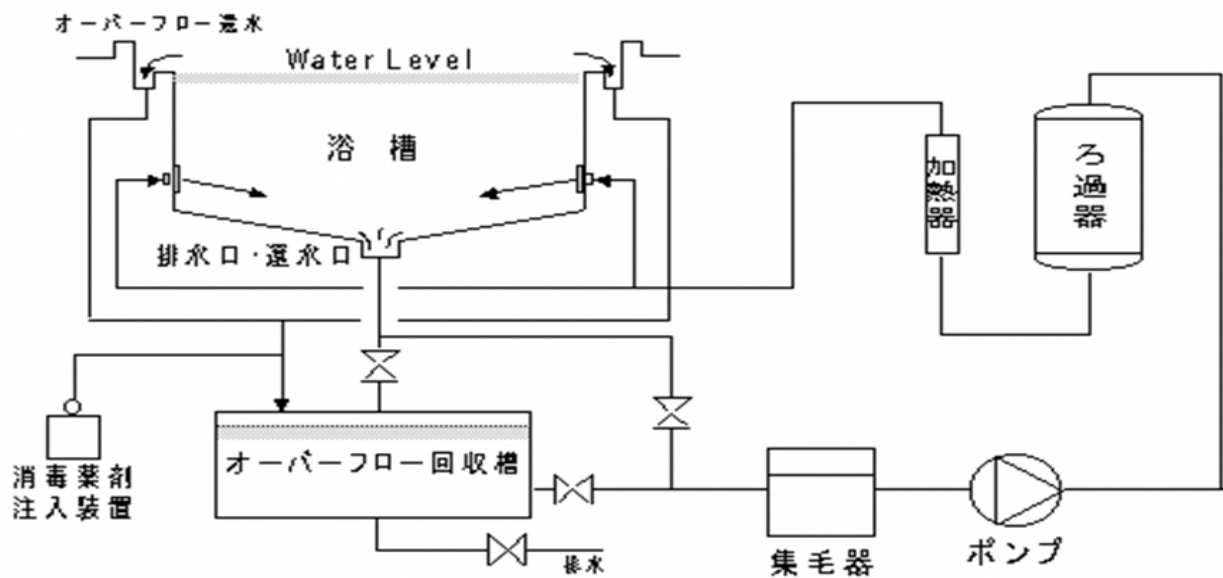 オーバーフロー還水
Water Level
浴槽
加熱器
ろ過器
排水口・還水口
オーバーフロー回収槽
消毒薬剤
注入装置
排水
集毛器
ポンプ